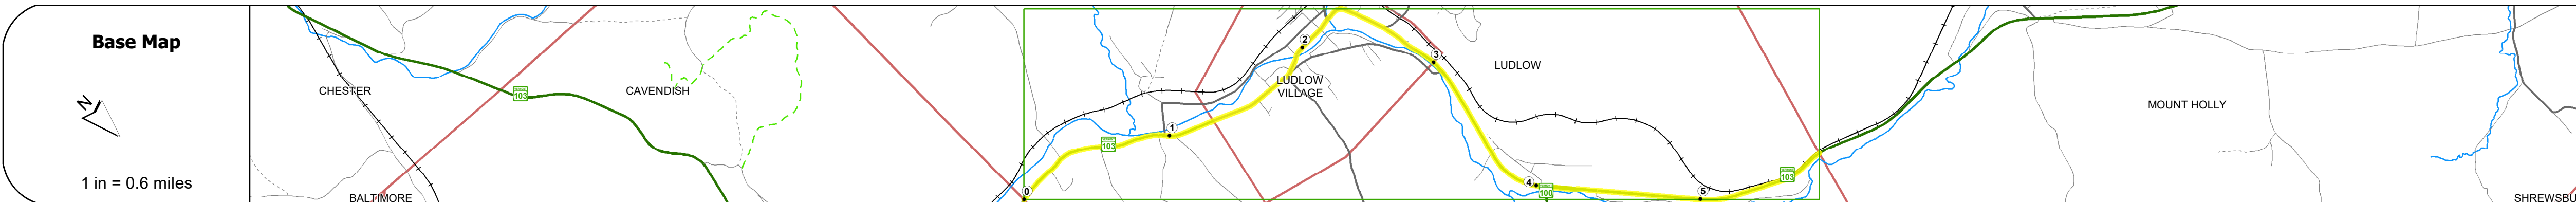 Base Map
N
1 in = 0.6 miles
CHESTER
BALTIMORE
103
CAVENDISH
0
103
1
2
LUDLOW
VILLAGE
3
LUDLOW
4
100
5
103
MOUNT HOLLY
SHREWSBU